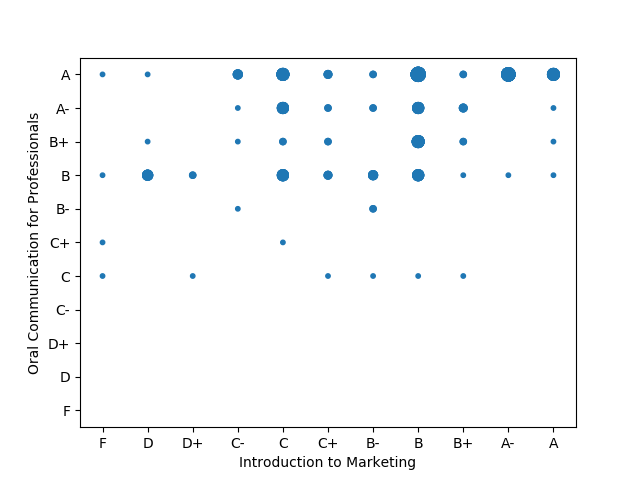 A
A-
B+
B
B-
C+
C
C-
D+
D
F
Oral Communication for Professionals
F D D+ C- C C+ B- B B+ A- A
Introduction to Marketing